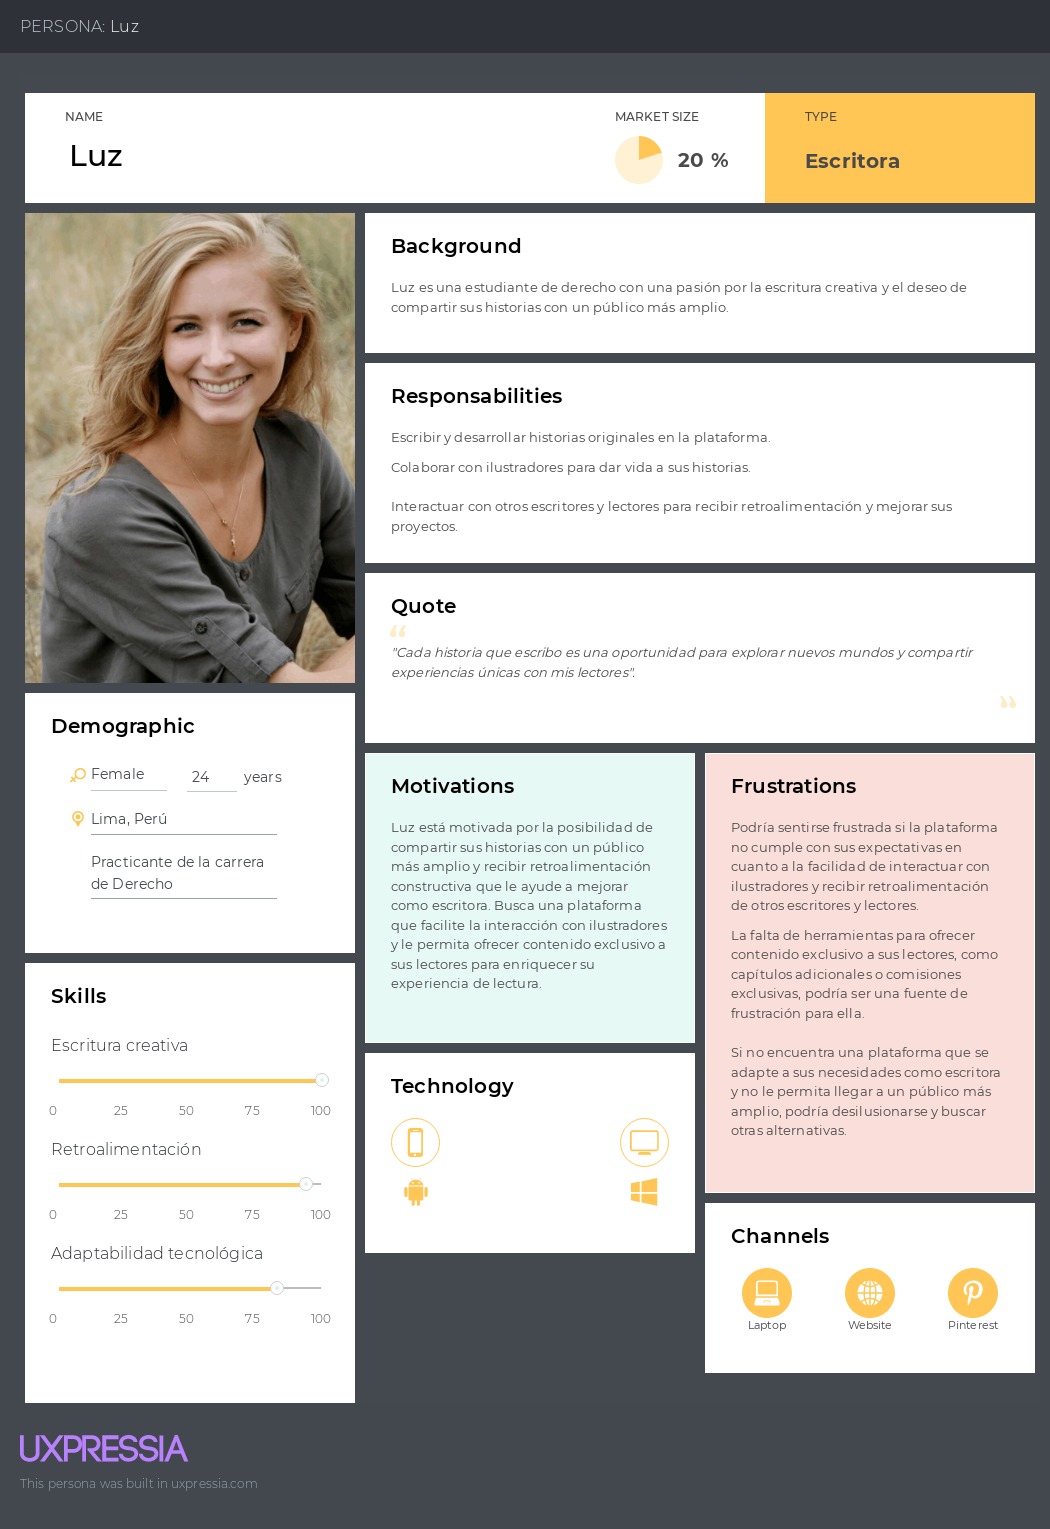 PERSONA: Luz
NAME
Luz
MARKET SIZE
20 %
TYPE
Escritora
Background
Luz es una estudiante de derecho con una pasión por la escritura creativa y el deseo de
compartir sus historias con un público más amplio.
Responsabilities
Escribir y desarrollar historias originales en la plataforma.
Colaborar con ilustradores para dar vida a sus historias.
Interactuar con otros escritores y lectores para recibir retroalimentación y mejorar sus
proyectos.
Quote
“
"Cada historia que escribo es una oportunidad para explorar nuevos mundos y compartir
experiencias únicas con mis lectores".
”
Demographic
Female 24 years
Lima, Perú
Practicante de la carrera
de Derecho
Skills
Escritura creativa
0 25 50 75 100
Retroalimentación
0 25 50 75 100
Adaptabilidad tecnológica
0 25 50 75 100
Motivations
Luz está motivada por la posibilidad de
compartir sus historias con un público
más amplio y recibir retroalimentación
constructiva que le ayude a mejorar
como escritora. Busca una plataforma
que facilite la interacción con ilustradores
y le permita ofrecer contenido exclusivo a
sus lectores para enriquecer su
experiencia de lectura.
Technology
Frustrations
Podría sentirse frustrada si la plataforma
no cumple con sus expectativas en
cuanto a la facilidad de interactuar con
ilustradores y recibir retroalimentación
de otros escritores y lectores.
La falta de herramientas para ofrecer
contenido exclusivo a sus lectores, como
capítulos adicionales o comisiones
exclusivas, podría ser una fuente de
frustración para ella.
Si no encuentra una plataforma que se
adapte a sus necesidades como escritora
y no le permita llegar a un público más
amplio, podría desilusionarse y buscar
otras alternativas.
Channels
Laptop Website Pinterest
UXPRESSIA
This persona was built in uxpressia.com